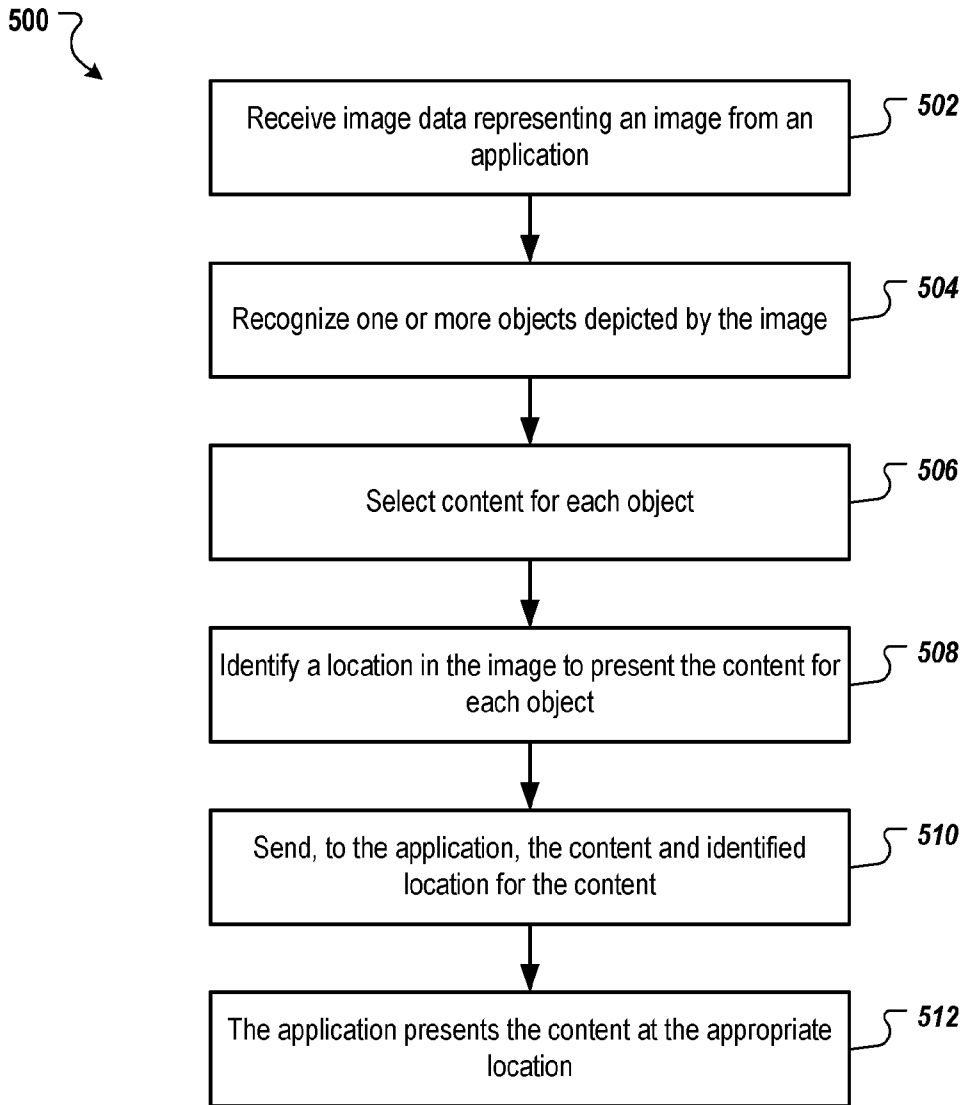 500
Receive image data representing an image from an
application
502
Recognize one or more objects depicted by the image
504
Select content for each object
506
Identify a location in the image to present the content for
each object
508
Send, to the application, the content and identified
location for the content
510
The application presents the content at the appropriate
location
512